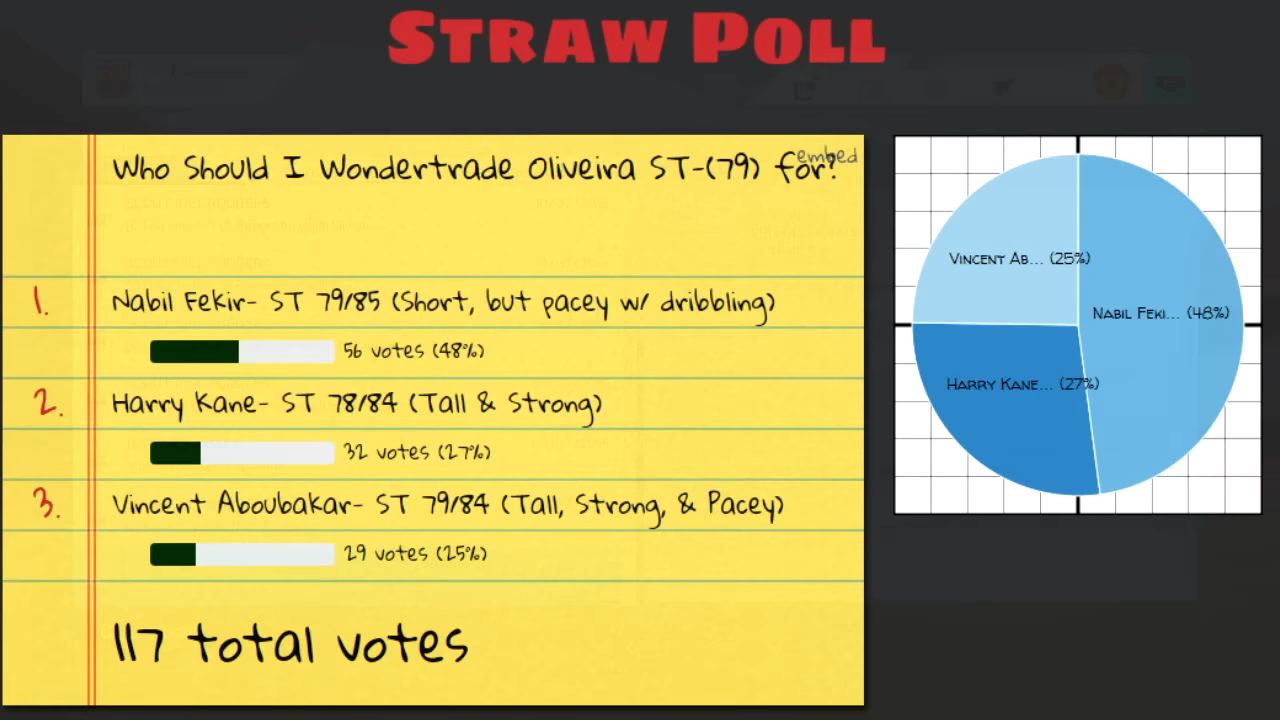 Straw Poll
Who Should I Wondertrade Oliveira ST-(79) for?
embed
1.
Nabil Fekir- ST 79/85 (Short, but pacey w/ dribbling)
56 votes (48%)
2.
Harry Kane- ST 78/84 (Tall & Strong)
32 votes (27%)
3.
Vincent Aboubakar- ST 79/84 (Tall, Strong, & Pacey)
29 votes (25%)
117 total votes
Vincent Ab... (25%)
Nabil Feki... (48%)
Harry Kane... (27%)